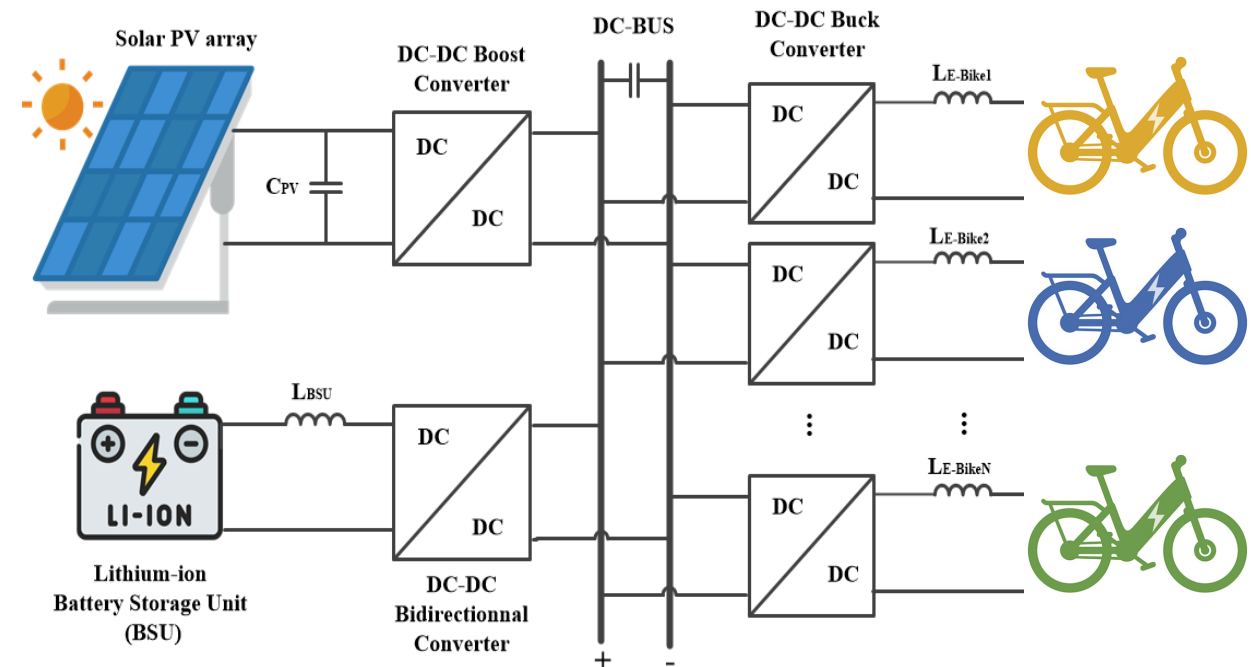 Solar PV array
DC-DC Boost
Converter
DC-BUS
DC-DC Buck
Converter
CPV
DC
DC
DC
DC
LE-Bike1
DC
DC
LE-Bike2
LBSU
DC
DC
DC
DC
LE-BikeN
+
−
LI-ION
Lithium-ion
Battery Storage Unit
(BSU)
DC-DC
Bidirectionnal
Converter
+
-